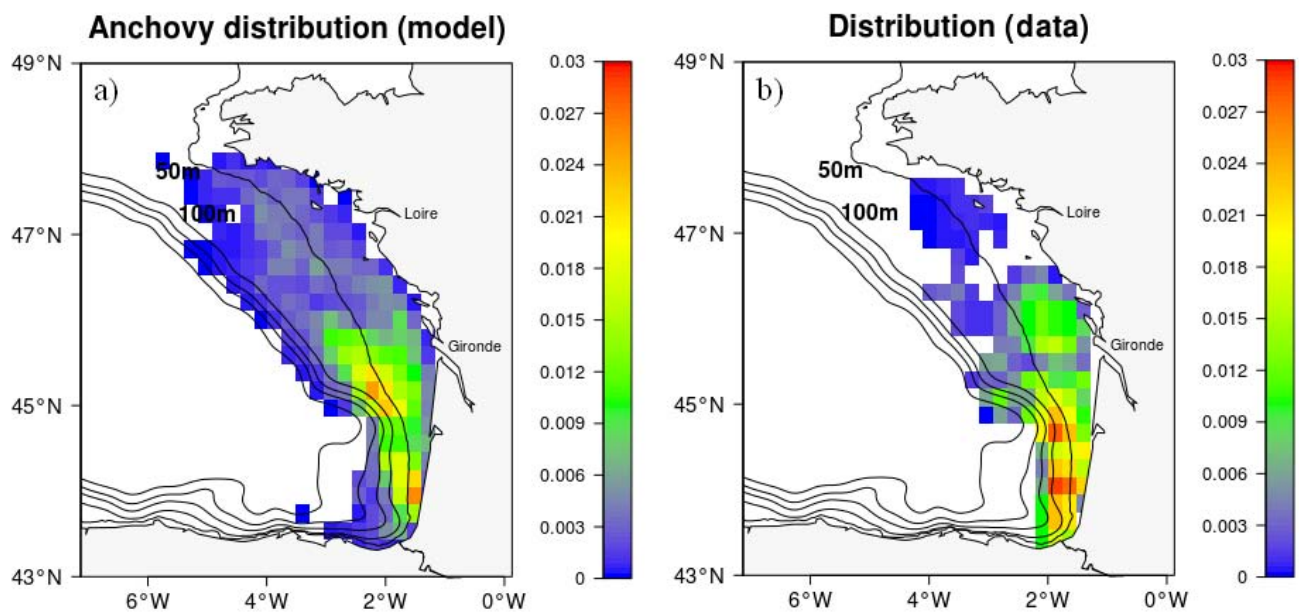 Anchovy distribution (model)
49°N
47°N
45°N
43°N
6°W
4°W
2°W
0°W
a)
50m
100m
Loire
Gironde
0.03
0.027
0.024
0.021
0.018
0.015
0.012
0.009
0.006
0.003
0
Distribution (data)
49°N
47°N
45°N
43°N
6°W
4°W
2°W
0°W
b)
50m
100m
Loire
Gironde
0.03
0.027
0.024
0.021
0.018
0.015
0.012
0.009
0.006
0.003
0